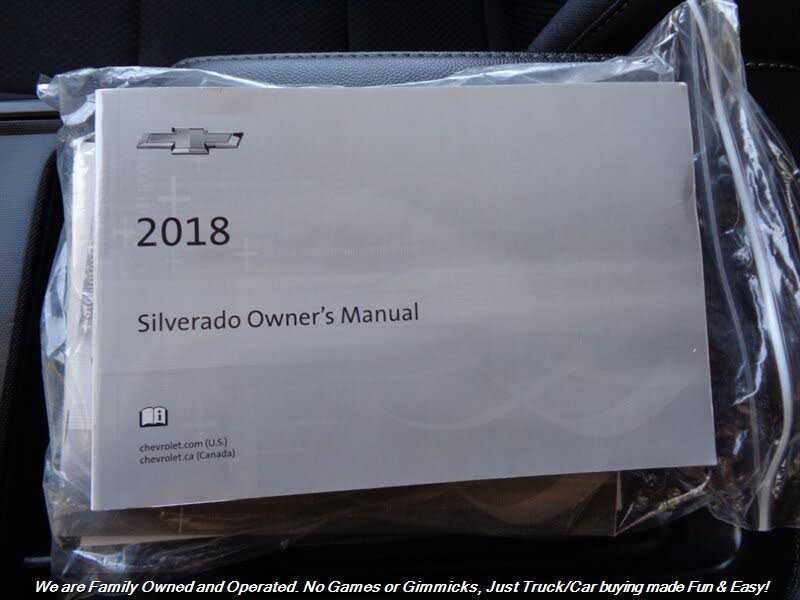 2018
Silverado Owner's Manual
chevrolet.com (U.S.)
chevrolet.ca (Canada)
We are Family Owned and Operated. No Games or Gimmicks, Just Truck/Car buying made Fun & Easy!